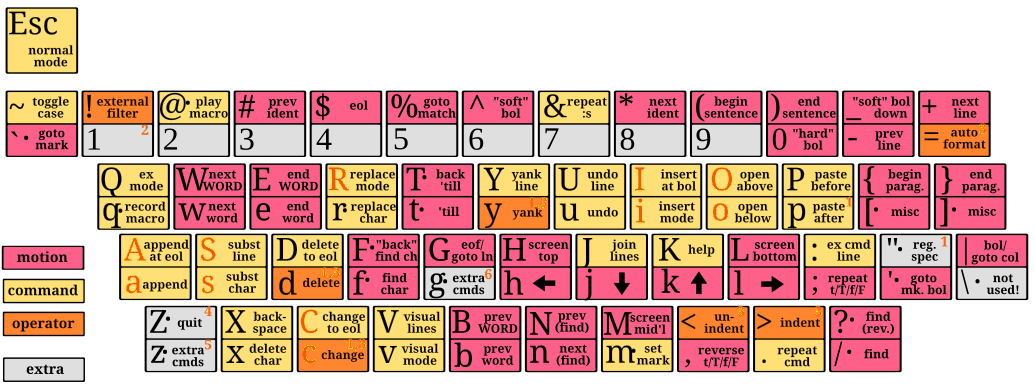 Esc
normal
mode
~ toggle
case
! external
filter
@· play
macro
# prev
ident
$ eol
% goto
match
^ "soft"
bol
& repeat
:s
* next
ident
( begin
sentence
) end
sentence
_ "soft" bol
down
+ next
line
`· goto
mark
1 2
2
3
4
5
6
7
8
9
0 "hard"
bol
- prev
line
= auto
format
Q ex
mode
W next
WORD
E end
WORD
R replace
mode
T· back
'till
Y yank
line
U undo
line
I insert
at bol
O open
above
P paste
before
{ begin
parag.
} end
parag.
q· record
macro
w next
word
e end
word
r· replace
char
t· 'till
y yank
u undo
i insert
mode
o open
below
p paste 1
after
[· misc
]· misc
motion
command
operator
extra
A append
at eol
S subst
line
D delete
to eol
F· "back"
find ch
G eof/
goto ln
H screen
top
J join
lines
K help
L screen
bottom
: ex cmd
line
"· reg. 1
spec
| bol/
goto col
a append
s subst
char
d delete
f· find
char
g· extra 6
cmds
h ←
j ↓
k ↑
l →
; repeat
t/T/f/F
'· goto
mk. bol
\· not
used!
Z· quit 4
X back-
space
C change
to eol
V visual
lines
B prev
WORD
N prev
(find)
M screen
mid'l
< un-
indent
> indent
?· find
(rev.)
z· extra 5
cmds
x delete
char
c change
v visual
mode
b prev
word
n next
(find)
m set
mark
, reverse
t/T/f/F
. repeat
cmd
/· find